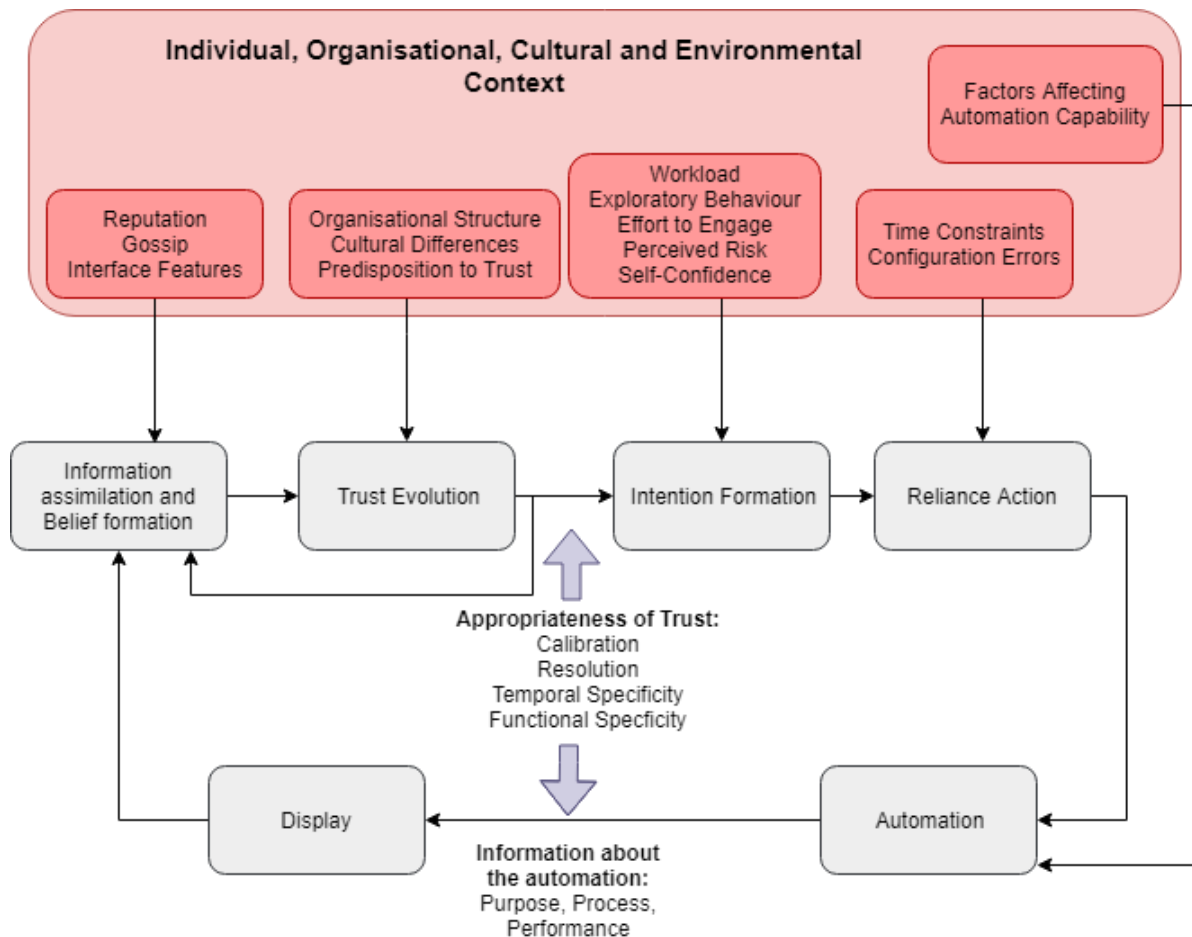 Individual, Organisational, Cultural and Environmental
Context
Factors Affecting
Automation Capability
Reputation
Gossip
Interface Features
Organisational Structure
Cultural Differences
Predisposition to Trust
Workload
Exploratory Behaviour
Effort to Engage
Perceived Risk
Self-Confidence
Time Constraints
Configuration Errors
Information
assimilation and
Belief formation
Trust Evolution
Intention Formation
Reliance Action
Appropriateness of Trust:
Calibration
Resolution
Temporal Specificity
Functional Specficity
Display
Automation
Information about
the automation:
Purpose, Process,
Performance